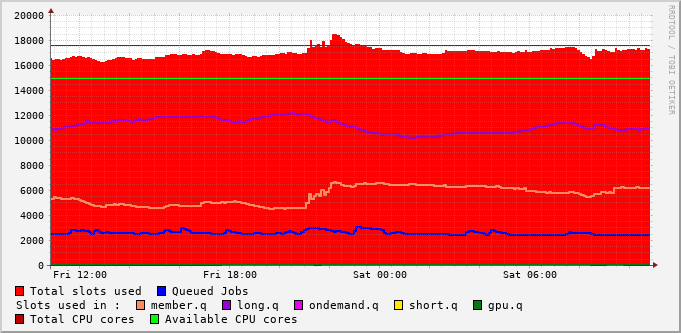 RRDTOOL / TOBI OETIKER
20000
18000
16000
14000
12000
10000
8000
6000
4000
2000
0
Fri 12:00 Fri 18:00 Sat 00:00 Sat 06:00
Total slots used Queued Jobs
Slots used in : member.q long.q ondemand.q short.q gpu.q
Total CPU cores Available CPU cores